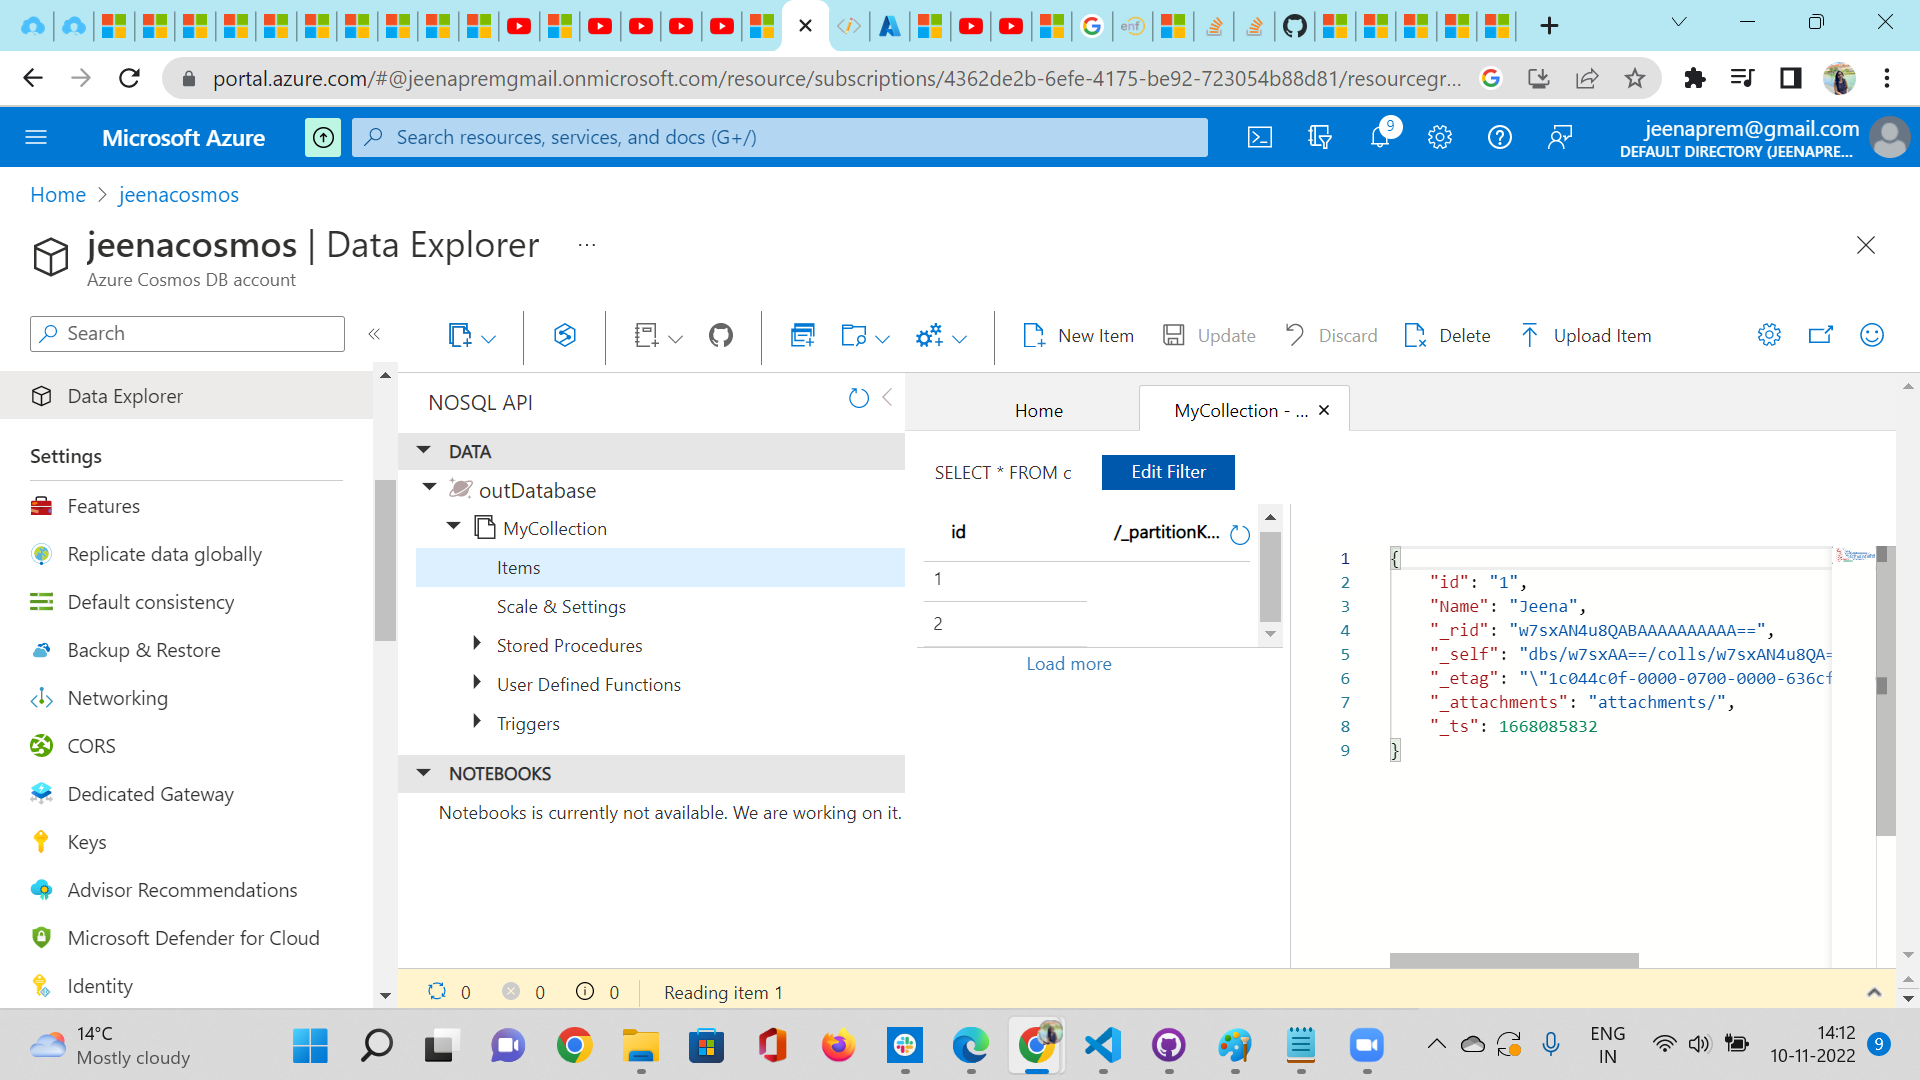 portal.azure.com/#@jeenapremgmail.onmicrosoft.com/resource/subscriptions/4362de2b-6efe-4175-be92-723054b88d81/resourcegr...
Microsoft Azure
Search resources, services, and docs (G+/)
9
jeenaprem@gmail.com
DEFAULT DIRECTORY (JEENAPRE...
Home > jeenacosmos
jeenacosmos | Data Explorer ...
Azure Cosmos DB account
Search
«
New Item
Update
Discard
Delete
Upload Item
Data Explorer
Settings
Features
Replicate data globally
Default consistency
Backup & Restore
Networking
CORS
Dedicated Gateway
Keys
Advisor Recommendations
Microsoft Defender for Cloud
Identity
NOSQL API
DATA
outDatabase
MyCollection
Items
Scale & Settings
Stored Procedures
User Defined Functions
Triggers
NOTEBOOKS
Notebooks is currently not available. We are working on it.
Home
MyCollection - ...
SELECT * FROM c
Edit Filter
id /_partitionK...
1
2
Load more
1 {
2 "id": "1",
3 "Name": "Jeena",
4 "_rid": "w7sxAN4u8QABAAAAAAAAAA==",
5 "_self": "dbs/w7sxAA==/colls/w7sxAN4u8QA=
6 "_etag": "\"1c044c0f-0000-0700-0000-636cf
7 "_attachments": "attachments/",
8 "_ts": 1668085832
9 }
0 0 0 Reading item 1
14°C
Mostly cloudy
ENG
IN
14:12
10-11-2022
9